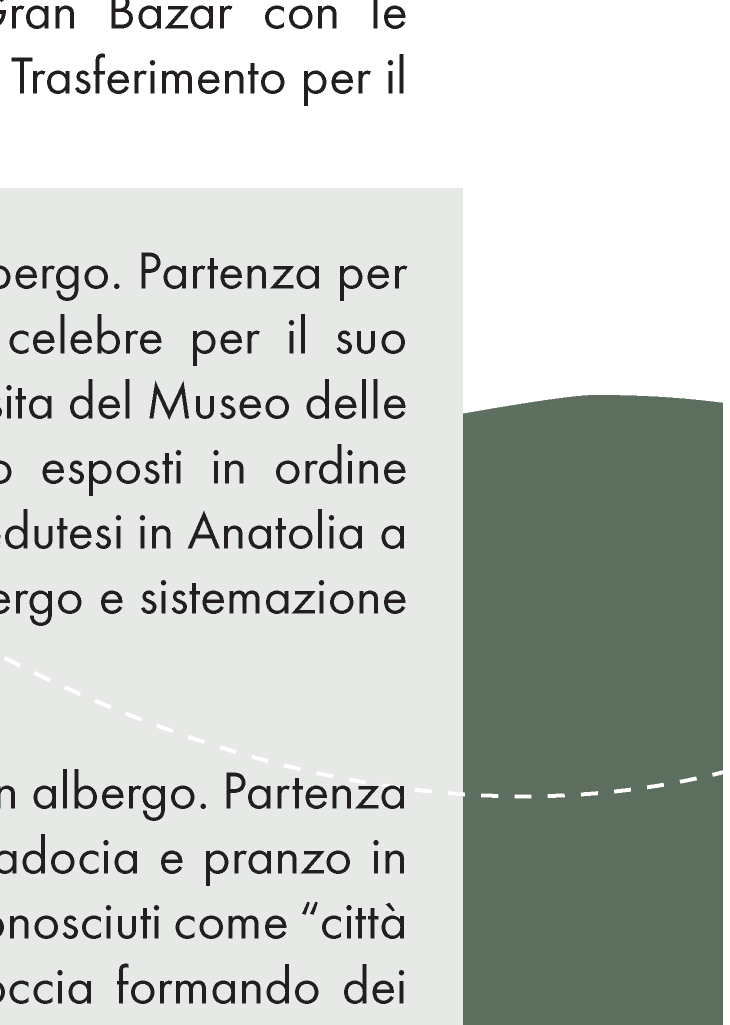 Gran Bazar con le
Trasferimento per il
bergo. Partenza per
celebre per il suo
sita del Museo delle
o esposti in ordine
edutesi in Anatolia a
ergo e sistemazione
n albergo. Partenza
adocia e pranzo in
onosciuti come “città
occia formando dei